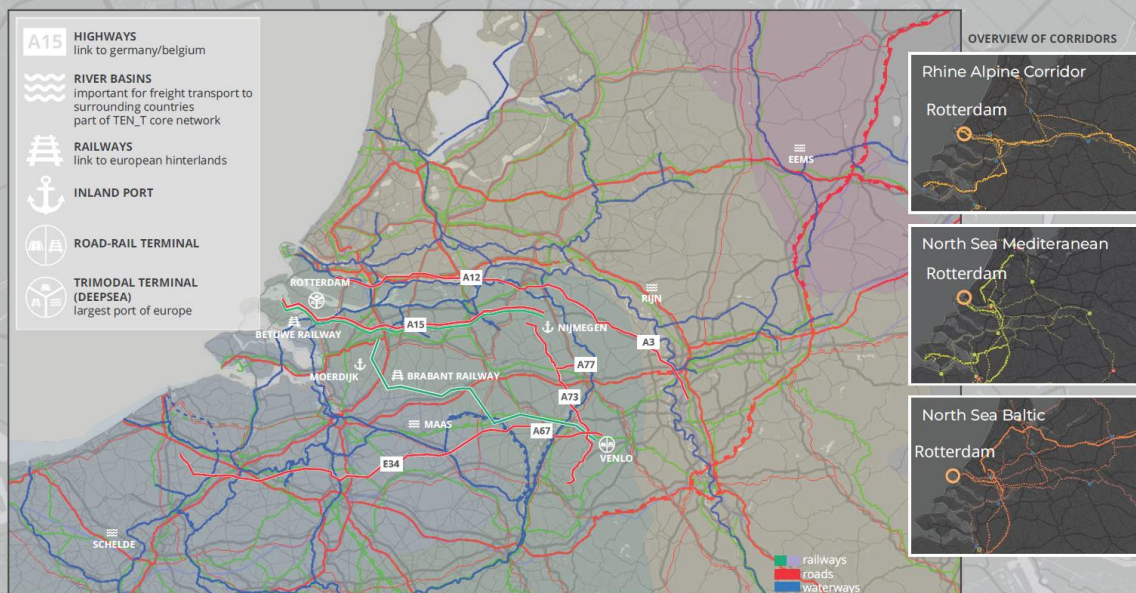 A15
HIGHWAYS
link to germany/belgium
RIVER BASINS
important for freight transport to
surrounding countries
part of TEN_T core network
RAILWAYS
link to european hinterlands
INLAND PORT
ROAD-RAIL TERMINAL
TRIMODAL TERMINAL
(DEEPSEA)
largest port of europe
EEMS
ROTTERDAM
A12
RIJN
BETUWE RAILWAY
A15
NIJMEGEN
A3
MOERDIJK
BRABANT RAILWAY
A77
A73
MAAS
A67
VENLO
E34
SCHELDE
railways
roads
waterways
OVERVIEW OF CORRIDORS
Rhine Alpine Corridor
Rotterdam
North Sea Mediteranean
Rotterdam
North Sea Baltic
Rotterdam